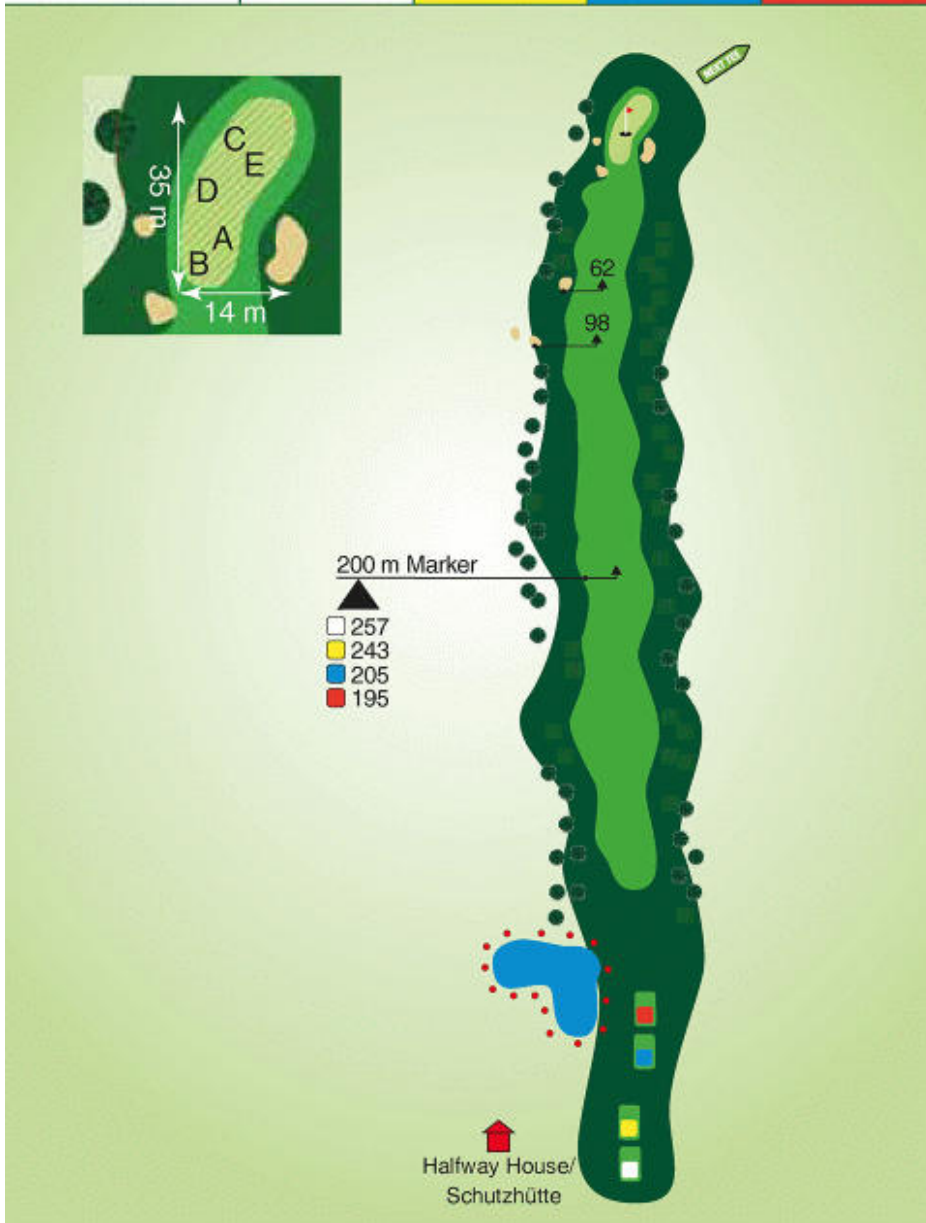 NEXT TEE
C
E
D
35 m
A
B
14 m
62
98
200 m Marker
257
243
205
195
Halfway House/
Schutzhütte